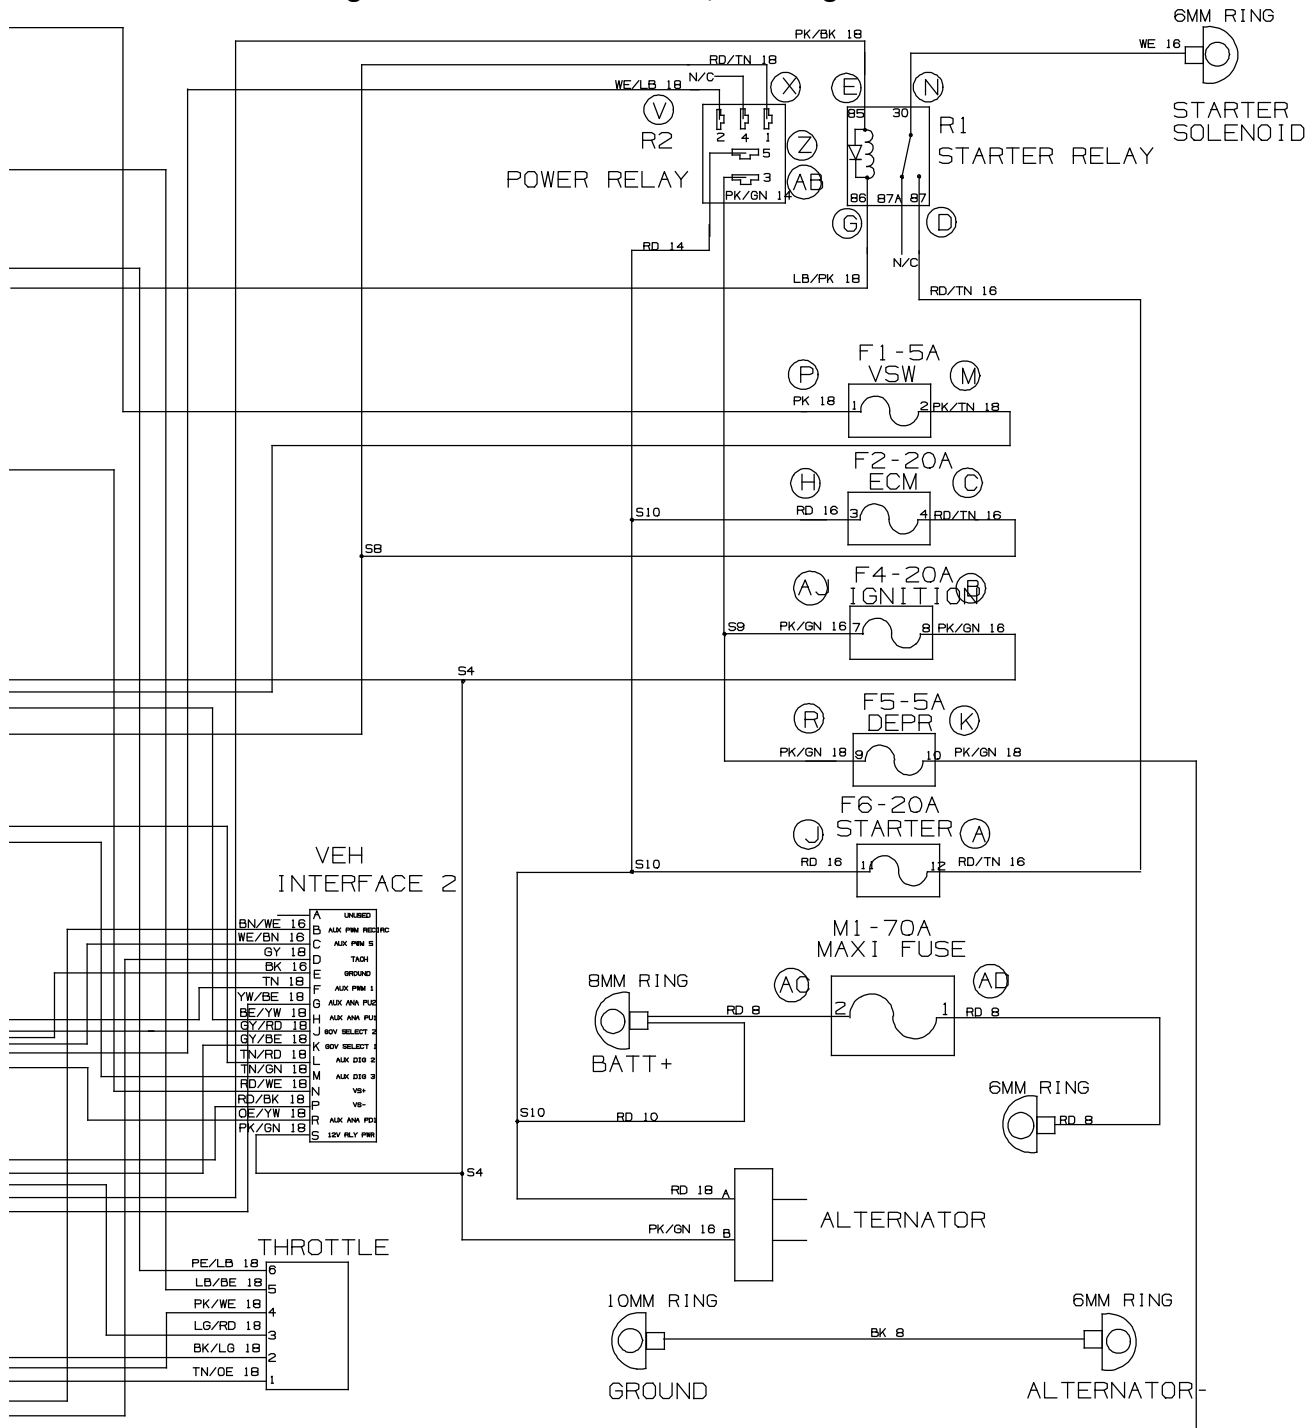 6MM RING
PK/BK 18
WE 16
RD/TN 18
N/C
WE/LB 18
X
E
N
STARTER
SOLENOID
V
R2
85
30
R1
STARTER RELAY
2
4
1
5
Z
POWER RELAY
3
AB
PK/GN 14
86
87A
87
G
D
RD 14
N/C
LB/PK 18
RD/TN 16
F1-5A
VSW
P
M
PK 18
1
2
PK/TN 18
F2-20A
ECM
H
C
S10
RD 16
3
4
RD/TN 16
S8
F4-20A
IGNITION
AJ
B
S9
PK/GN 16
7
8
PK/GN 16
S4
F5-5A
DEPR
R
K
PK/GN 18
9
10
PK/GN 18
F6-20A
STARTER
J
A
S10
RD 16
11
12
RD/TN 16
VEH
INTERFACE 2
A UNUSED
BN/WE 16 B AUX PWM RECIRC
WE/BN 16 C AUX PWM 5
GY 18 D TACH
BK 16 E GROUND
TN 18 F AUX PWM 1
YW/BE 18 G AUX ANA PU2
BE/YW 18 H AUX ANA PU1
GY/RD 18 J GOV SELECT 2
GY/BE 18 K GOV SELECT 1
TN/RD 18 L AUX DIG 2
TN/GN 18 M AUX DIG 3
RD/WE 18 N VS+
RD/BK 18 P VS-
OE/YW 18 R AUX ANA PD1
PK/GN 18 S 12V RLY PWR
M1-70A
MAXI FUSE
8MM RING
AC
AD
RD 8
2
1
RD 8
BATT+
6MM RING
S10
RD 10
RD 8
S4
RD 18 A
PK/GN 16 B
ALTERNATOR
THROTTLE
PE/LB 18 6
LB/BE 18 5
PK/WE 18 4
LG/RD 18 3
BK/LG 18 2
TN/OE 18 1
10MM RING
6MM RING
BK 8
GROUND
ALTERNATOR-